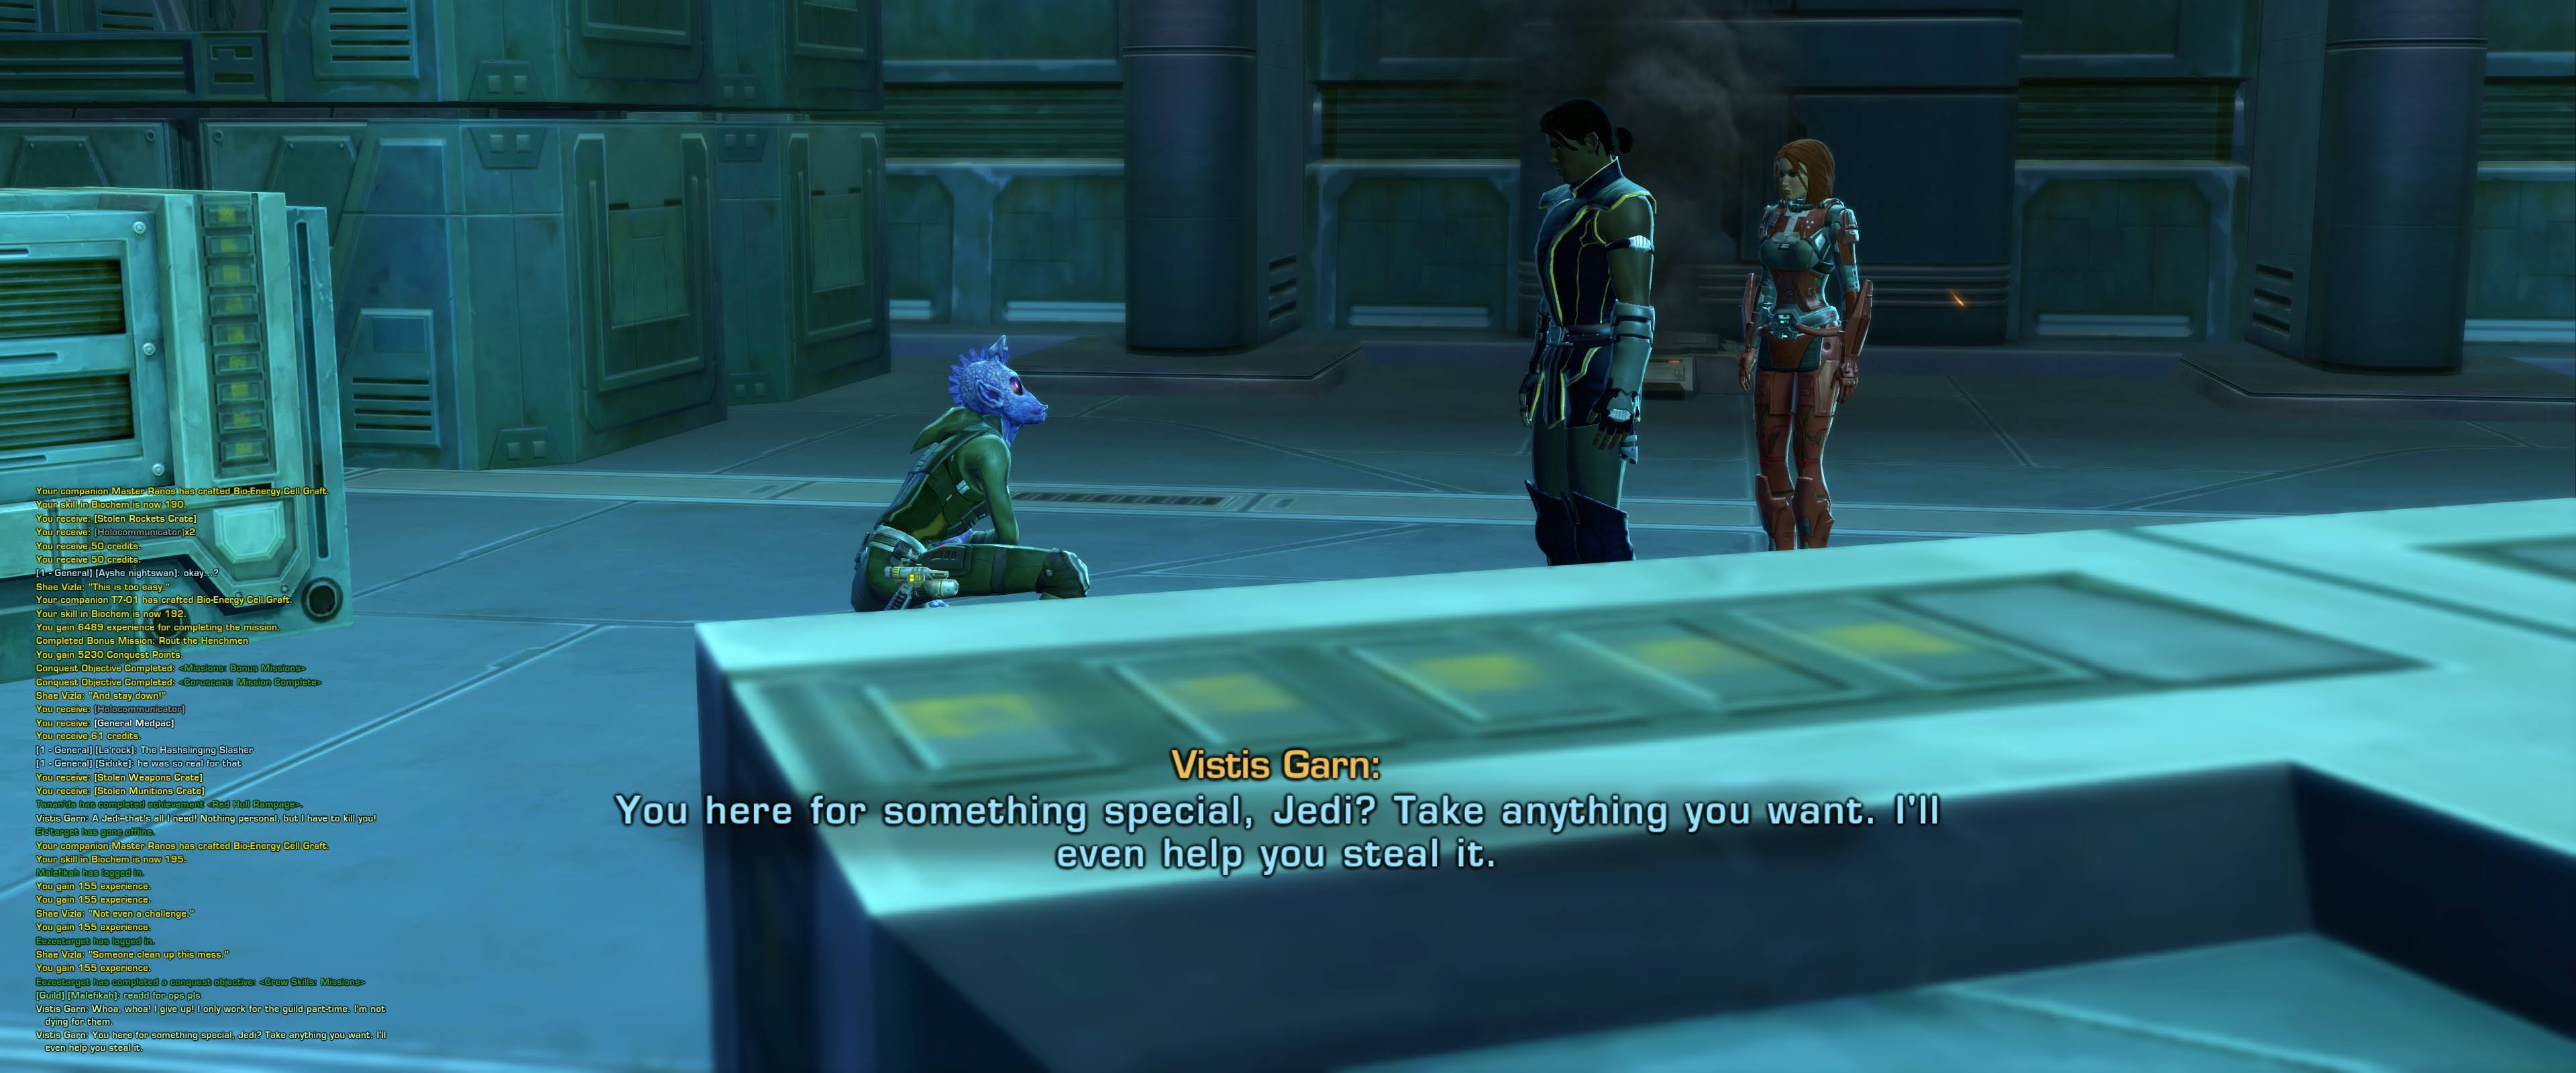 Your companion Master Ranos has crafted Bio-Energy Cell Graft.
Your skill in Biochem is now 190.
You receive: [Stolen Rockets Crate]
You receive: [Holocommunicator]x2
You receive 50 credits.
You receive 50 credits.
[1 - General] [Ayshe nightswan]: okay...?
Shae Vizla: "This is too easy."
Your companion T7-01 has crafted Bio-Energy Cell Graft.
Your skill in Biochem is now 192.
You gain 6489 experience for completing the mission.
Completed Bonus Mission: Rout the Henchmen
You gain 5230 Conquest Points.
Conquest Objective Completed: <Missions: Bonus Missions>
Conquest Objective Completed: <Coruscant: Mission Complete>
Shae Vizla: "And stay down!"
You receive: [Holocommunicator]
You receive: [General Medpac]
You receive 61 credits.
[1 - General] [La'rock]: The Hashslinging Slasher
[1 - General] [Siduke]: he was so real for that
You receive: [Stolen Weapons Crate]
You receive: [Stolen Munitions Crate]
has completed achievement <Red Hull Rampage>.
Vistis Garn: A Jedi–that's all I need! Nothing personal, but I have to kill you!
has gone offline.
Your companion Master Ranos has crafted Bio-Energy Cell Graft.
Your skill in Biochem is now 195.
Malefikah has logged in.
You gain 155 experience.
You gain 155 experience.
Shae Vizla: "Not even a challenge."
You gain 155 experience.
Eezeetarget has logged in.
Shae Vizla: "Someone clean up this mess."
You gain 155 experience.
Eezeetarget has completed a conquest objective: <Crew Skills: Missions>
[Guild] [Malefikah]: readd for ops pls
Vistis Garn: Whoa, whoa! I give up! I only work for the guild part-time. I'm not
dying for them.
Vistis Garn: You here for something special, Jedi? Take anything you want. I'll
even help you steal it.
Vistis Garn:
You here for something special, Jedi? Take anything you want. I'll
even help you steal it.